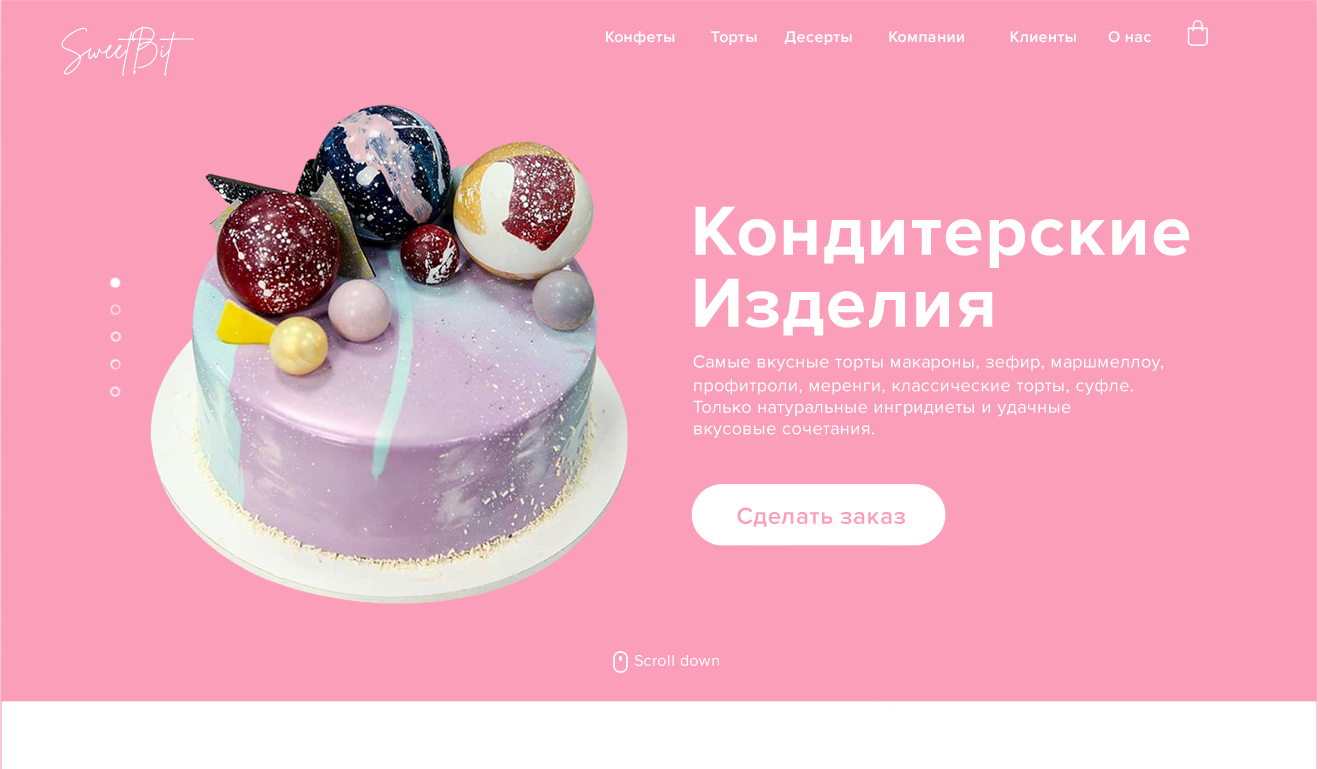 SweetBit
Конфеты Торты Десерты Компании Клиенты О нас
Кондитерские
Изделия
Самые вкусные торты макароны, зефир, маршмеллоу,
профитроли, меренги, классические торты, суфле.
Только натуральные ингридиеты и удачные
вкусовые сочетания.
Сделать заказ
Scroll down